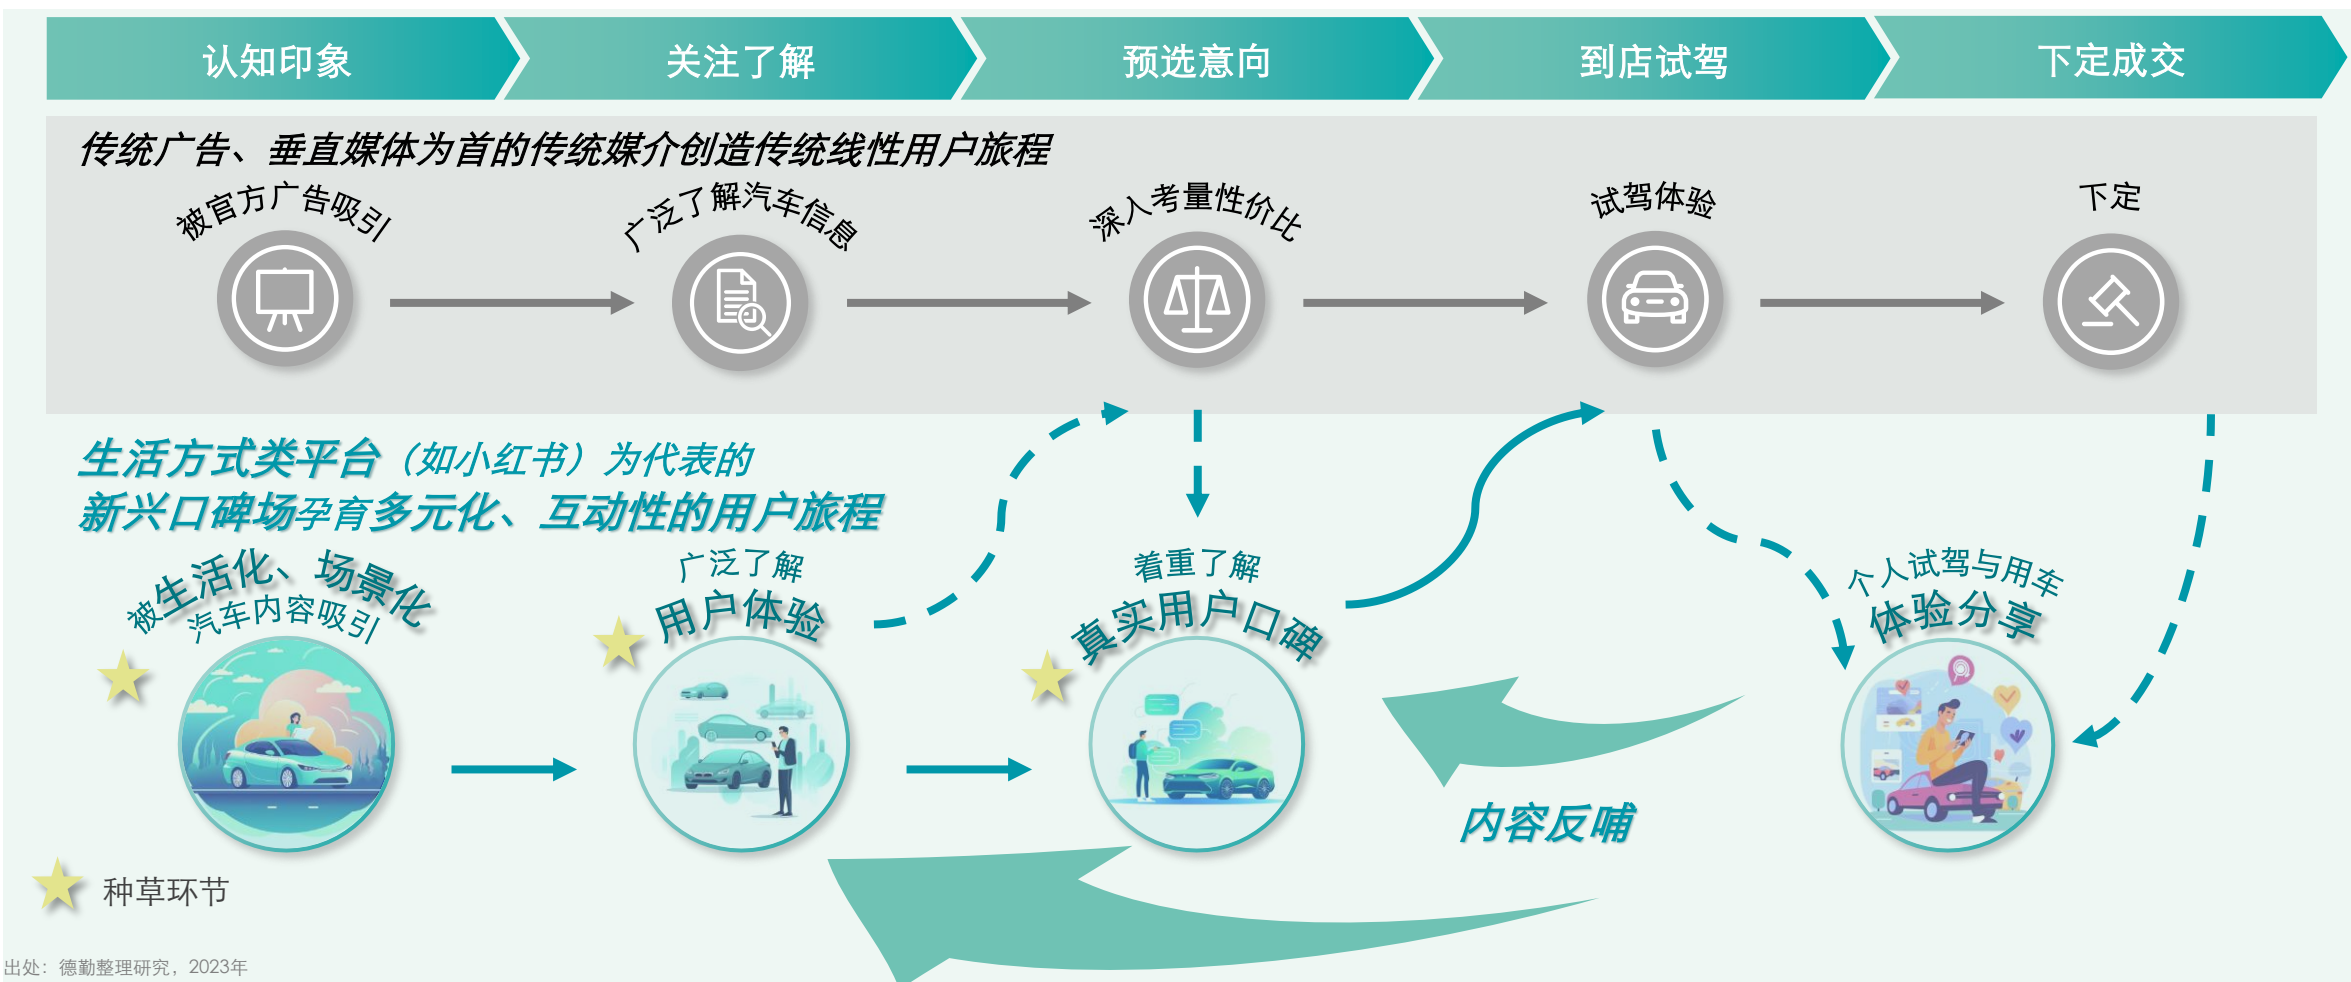 认知印象
关注了解
预选意向
到店试驾
下定成交
传统广告、垂直媒体为首的传统媒介创造传统线性用户旅程
被官方广告吸引
广泛了解汽车信息
深入考量性价比
试驾体验
下定
生活方式类平台（如小红书）为代表的
新兴口碑场孕育多元化、互动性的用户旅程
被生活化、场景化
汽车内容吸引
广泛了解
用户体验
着重了解
真实用户口碑
个人试驾与用车
体验分享
内容反哺
种草环节
出处：德勤整理研究，2023年